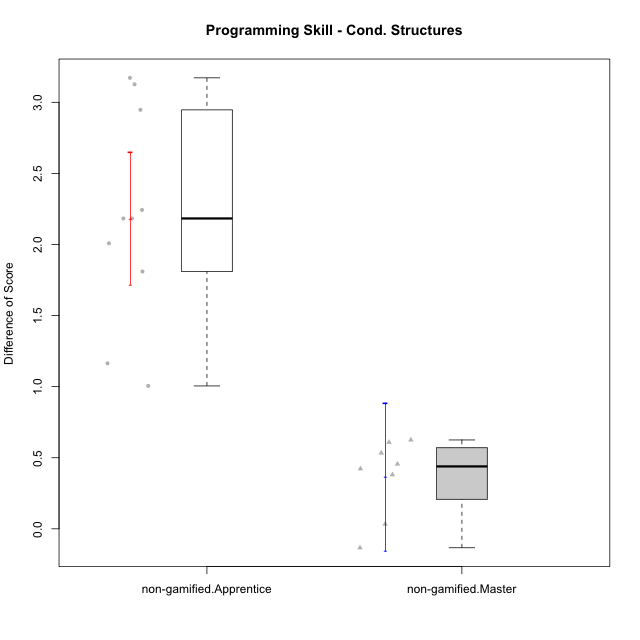 Programming Skill - Cond. Structures
Difference of Score
3.0
2.5
2.0
1.5
1.0
0.5
0.0
non-gamified.Apprentice
non-gamified.Master